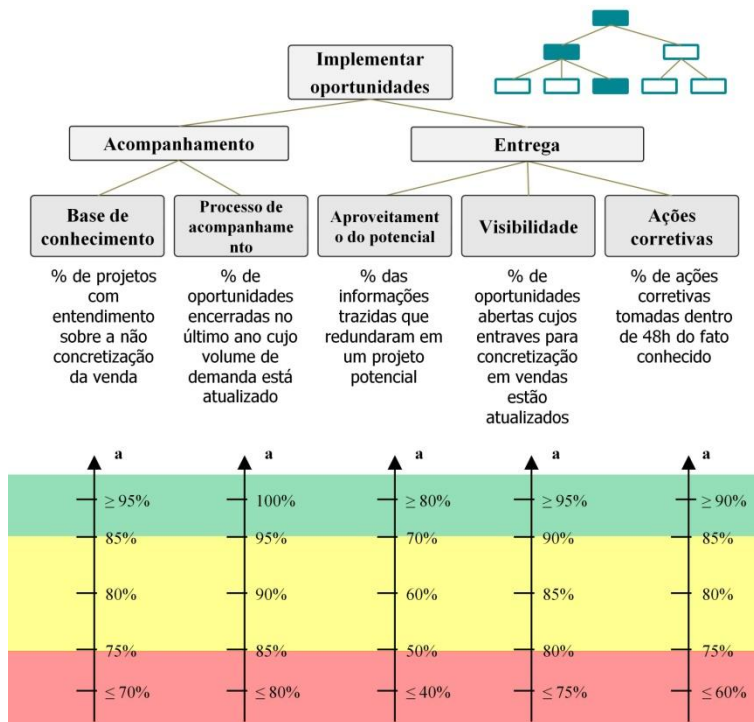 Implementar
oportunidades
Acompanhamento
Entrega
Base de
conhecimento
Processo de
acompanhame
nto
Aproveitament
o do potencial
Visibilidade
Ações
corretivas
% de projetos
com
entendimento
sobre a não
concretização
da venda
% de
oportunidades
encerradas no
último ano cujo
volume de
demanda está
atualizado
% das
informações
trazidas que
redundaram em
um projeto
potencial
% de
oportunidades
abertas cujos
entraves para
concretização
em vendas
estão
atualizados
% de ações
corretivas
tomadas dentro
de 48h do fato
conhecido
a
≥ 95%
85%
80%
75%
≤ 70%
a
100%
95%
90%
85%
≤ 80%
a
≥ 80%
70%
60%
50%
≤ 40%
a
≥ 95%
90%
85%
80%
≤ 75%
a
≥ 90%
85%
80%
75%
≤ 60%